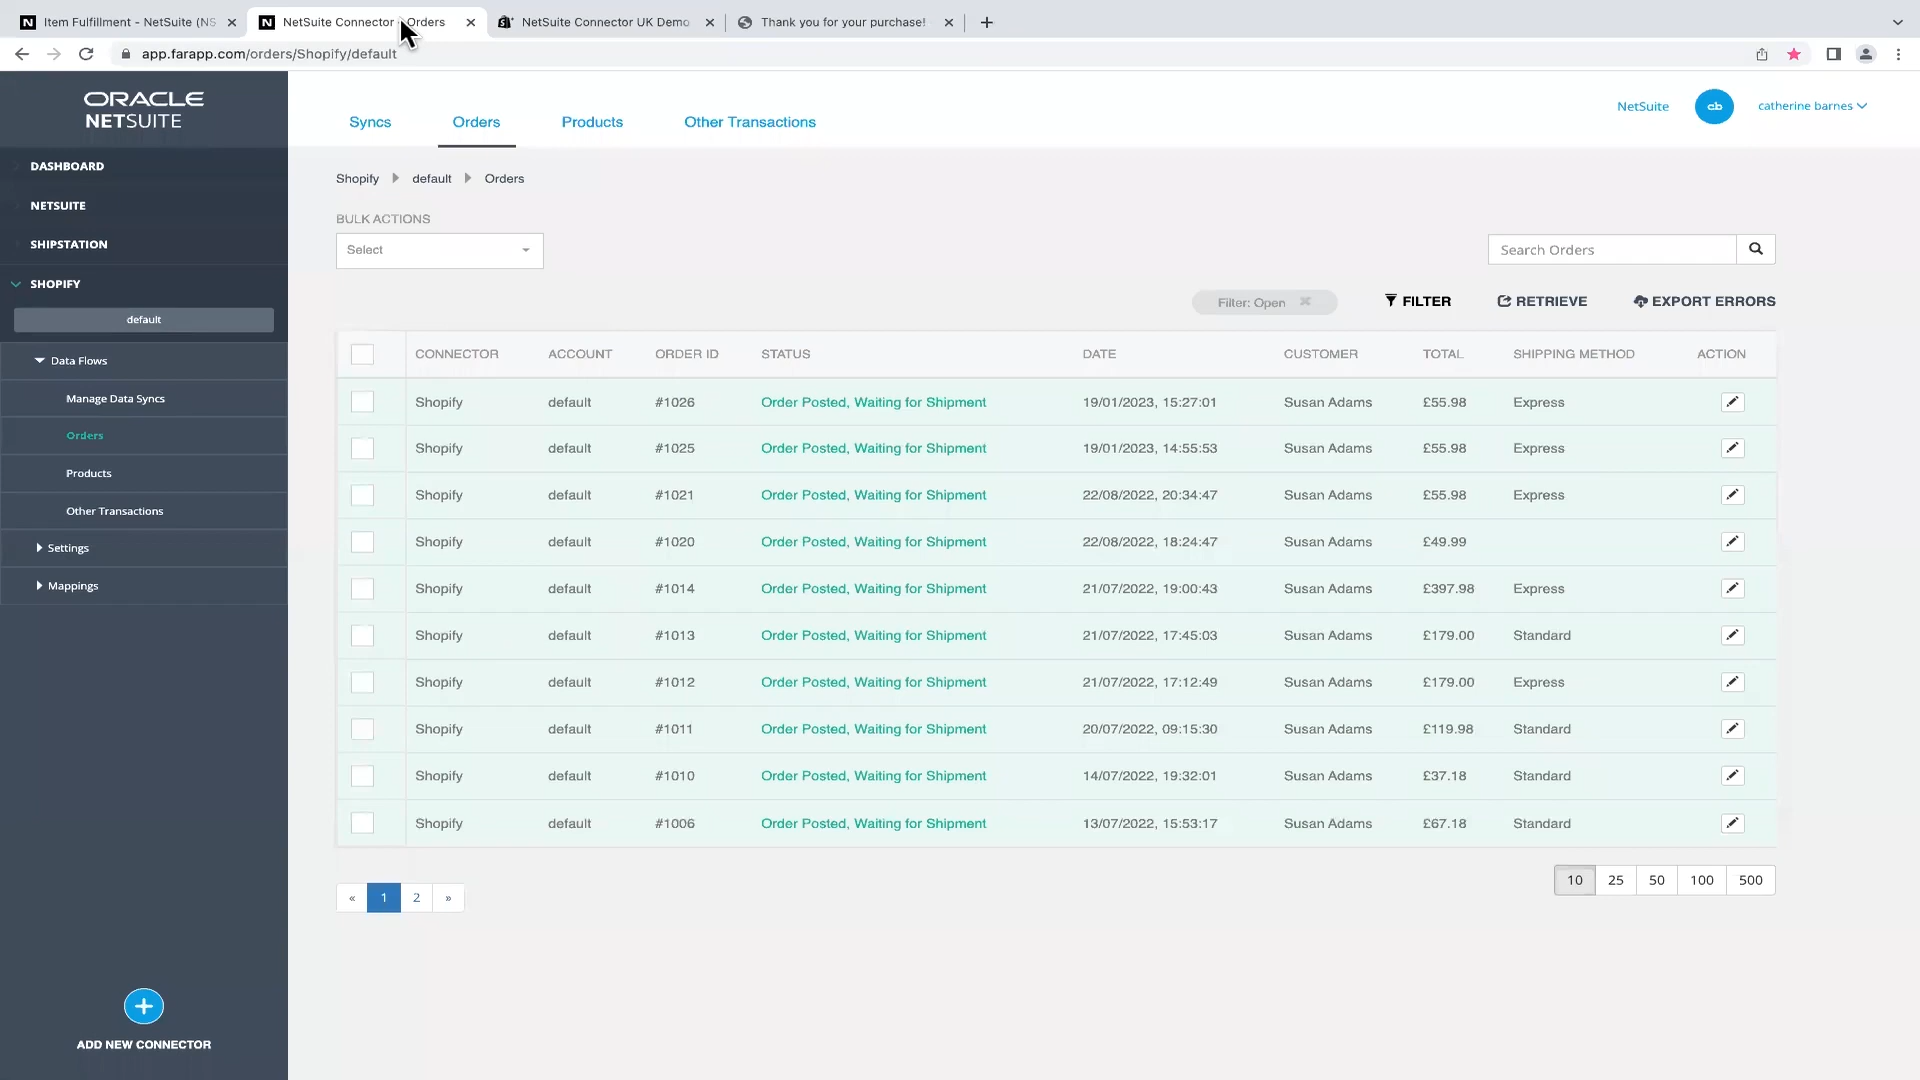 Item Fulfillment - NetSuite (NS
NetSuite Connector - Orders
NetSuite Connector UK Demo
Thank you for your purchase!
app.farapp.com/orders/Shopify/default
ORACLE
NETSUITE
DASHBOARD
NETSUITE
SHIPSTATION
SHOPIFY
default
Data Flows
Manage Data Syncs
Orders
Products
Other Transactions
Settings
Mappings
ADD NEW CONNECTOR
Syncs Orders Products Other Transactions
NetSuite cb catherine barnes
Shopify default Orders
BULK ACTIONS
Select
Search Orders
Filter: Open FILTER RETRIEVE EXPORT ERRORS
CONNECTOR ACCOUNT ORDER ID STATUS DATE CUSTOMER TOTAL SHIPPING METHOD ACTION
Shopify default #1026 Order Posted, Waiting for Shipment 19/01/2023, 15:27:01 Susan Adams £55.98 Express
Shopify default #1025 Order Posted, Waiting for Shipment 19/01/2023, 14:55:53 Susan Adams £55.98 Express
Shopify default #1021 Order Posted, Waiting for Shipment 22/08/2022, 20:34:47 Susan Adams £55.98 Express
Shopify default #1020 Order Posted, Waiting for Shipment 22/08/2022, 18:24:47 Susan Adams £49.99
Shopify default #1014 Order Posted, Waiting for Shipment 21/07/2022, 19:00:43 Susan Adams £397.98 Express
Shopify default #1013 Order Posted, Waiting for Shipment 21/07/2022, 17:45:03 Susan Adams £179.00 Standard
Shopify default #1012 Order Posted, Waiting for Shipment 21/07/2022, 17:12:49 Susan Adams £179.00 Express
Shopify default #1011 Order Posted, Waiting for Shipment 20/07/2022, 09:15:30 Susan Adams £119.98 Standard
Shopify default #1010 Order Posted, Waiting for Shipment 14/07/2022, 19:32:01 Susan Adams £37.18 Standard
Shopify default #1006 Order Posted, Waiting for Shipment 13/07/2022, 15:53:17 Susan Adams £67.18 Standard
« 1 2 »
10 25 50 100 500